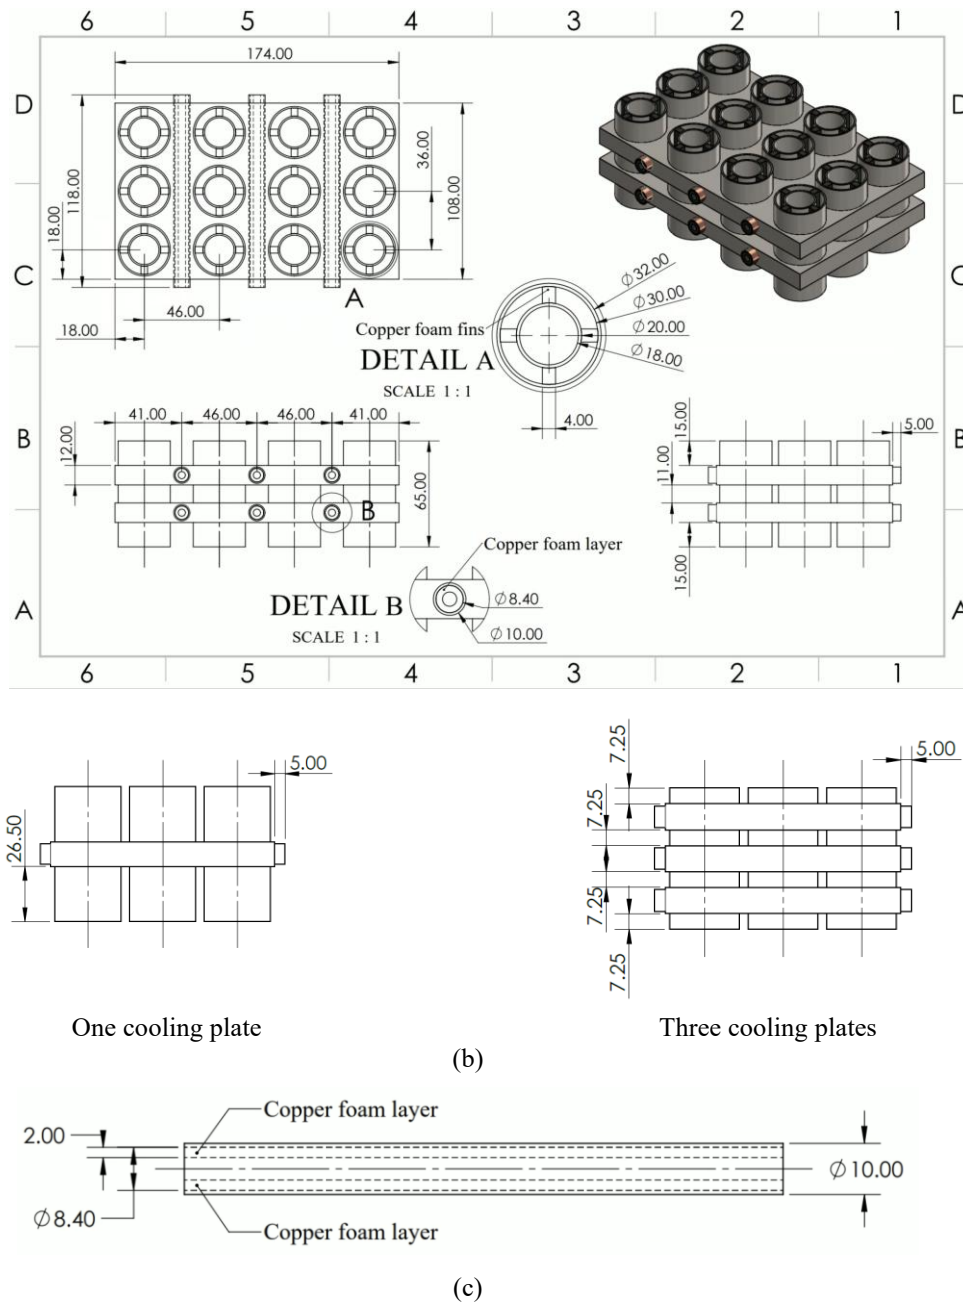 6 5 4 3 2 1
174.00
D D
118.00
18.00
36.00
108.00
C C
A
46.00
18.00
Ø32.00
Ø30.00
Copper foam fins
Ø20.00
Ø18.00
DETAIL A
SCALE 1 : 1
4.00
B B
41.00 46.00 46.00 41.00
12.00
65.00
B
15.00
5.00
11.00
15.00
Copper foam layer
A A
DETAIL B
Ø8.40
SCALE 1 : 1
Ø10.00
6 5 4 3 2 1
5.00
26.50
7.25
5.00
7.25
7.25
7.25
One cooling plate
Three cooling plates
(b)
Copper foam layer
2.00
Ø10.00
Ø8.40
Copper foam layer
(c)